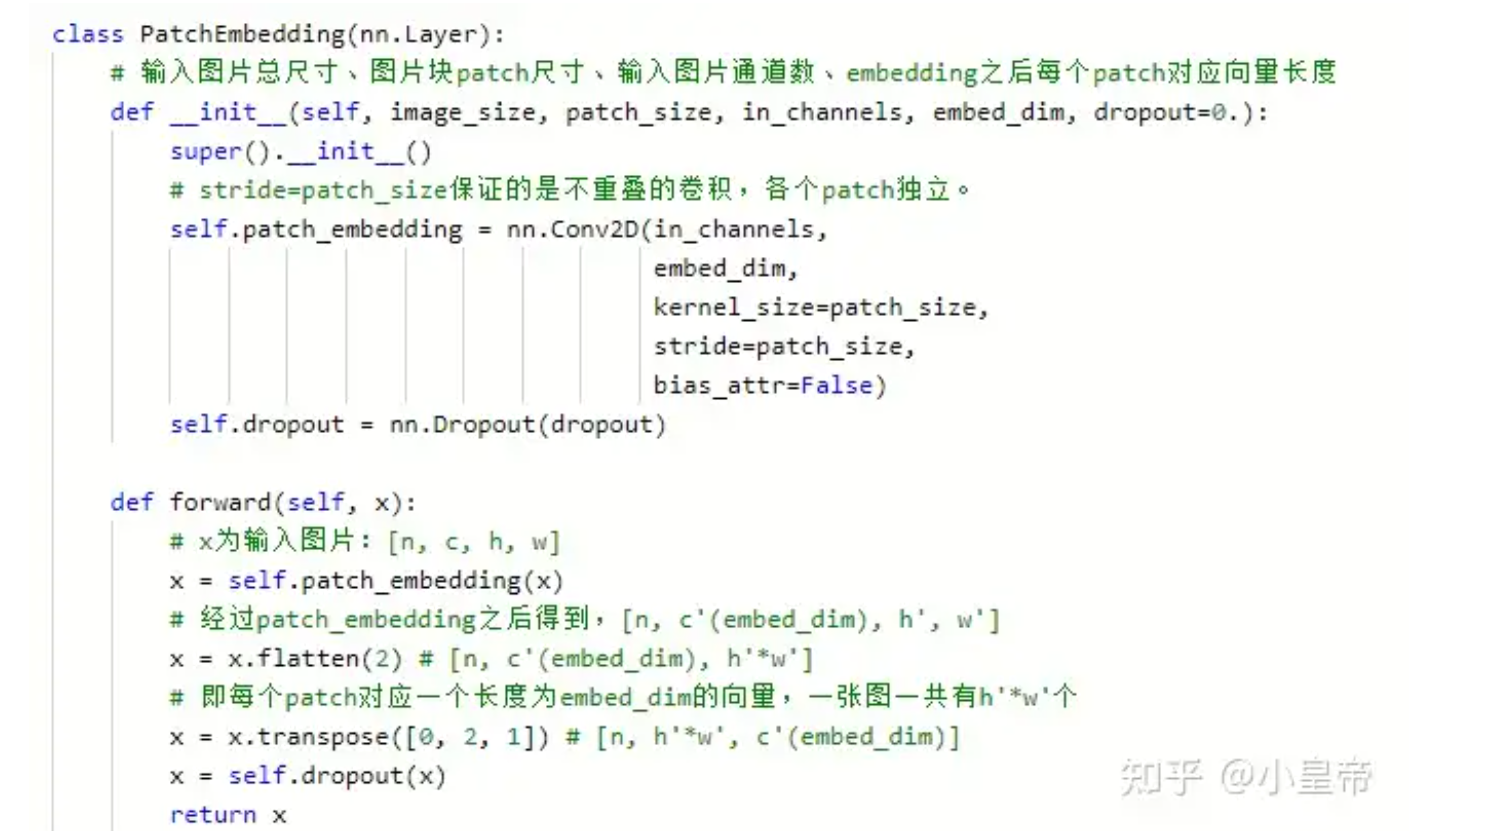 class PatchEmbedding(nn.Layer):
# 输入图片总尺寸、图片块patch尺寸、输入图片通道数、embedding之后每个patch对应向量长度
def __init__(self, image_size, patch_size, in_channels, embed_dim, dropout=0.):
super().__init__()
# stride=patch_size保证的是不重叠的卷积，各个patch独立。
self.patch_embedding = nn.Conv2D(in_channels,
embed_dim,
kernel_size=patch_size,
stride=patch_size,
bias_attr=False)
self.dropout = nn.Dropout(dropout)
def forward(self, x):
# x为输入图片：[n, c, h, w]
x = self.patch_embedding(x)
# 经过patch_embedding之后得到，[n, c'(embed_dim), h', w']
x = x.flatten(2) # [n, c'(embed_dim), h'*w']
# 即每个patch对应一个长度为embed_dim的向量，一张图一共有h'*w'个
x = x.transpose([0, 2, 1]) # [n, h'*w', c'(embed_dim)]
x = self.dropout(x)
return x
知乎 @小皇帝